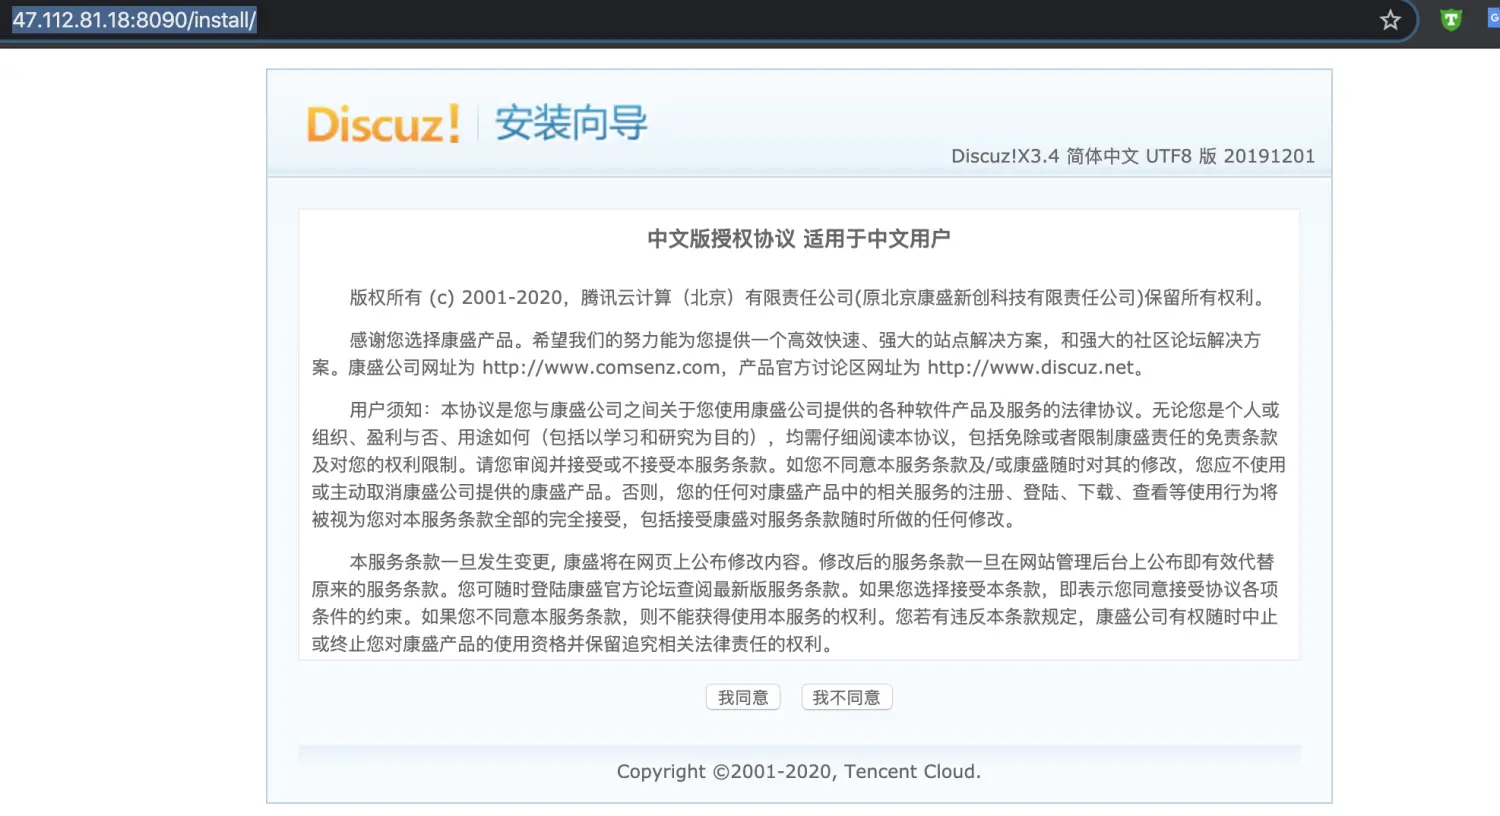 47.112.81.18:8090/install/
Discuz! 安装向导
Discuz!X3.4 简体中文 UTF8 版 20191201
中文版授权协议 适用于中文用户
版权所有 (c) 2001-2020，腾讯云计算（北京）有限责任公司(原北京康盛新创科技有限责任公司)保留所有权利。
感谢您选择康盛产品。希望我们的努力能为您提供一个高效快速、强大的站点解决方案，和强大的社区论坛解决方
案。康盛公司网址为 http://www.comsenz.com，产品官方讨论区网址为 http://www.discuz.net。
用户须知：本协议是您与康盛公司之间关于您使用康盛公司提供的各种软件产品及服务的法律协议。无论您是个人或
组织、盈利与否、用途如何（包括以学习和研究为目的），均需仔细阅读本协议，包括免除或者限制康盛责任的免责条款
及对您的权利限制。请您审阅并接受或不接受本服务条款。如您不同意本服务条款及/或康盛随时对其的修改，您应不使用
或主动取消康盛公司提供的康盛产品。否则，您的任何对康盛产品中的相关服务的注册、登陆、下载、查看等使用行为将
被视为您对本服务条款全部的完全接受，包括接受康盛对服务条款随时所做的任何修改。
本服务条款一旦发生变更, 康盛将在网页上公布修改内容。修改后的服务条款一旦在网站管理后台上公布即有效代替
原来的服务条款。您可随时登陆康盛官方论坛查阅最新版服务条款。如果您选择接受本条款，即表示您同意接受协议各项
条件的约束。如果您不同意本服务条款，则不能获得使用本服务的权利。您若有违反本条款规定，康盛公司有权随时中止
或终止您对康盛产品的使用资格并保留追究相关法律责任的权利。
我同意 我不同意
Copyright ©2001-2020, Tencent Cloud.